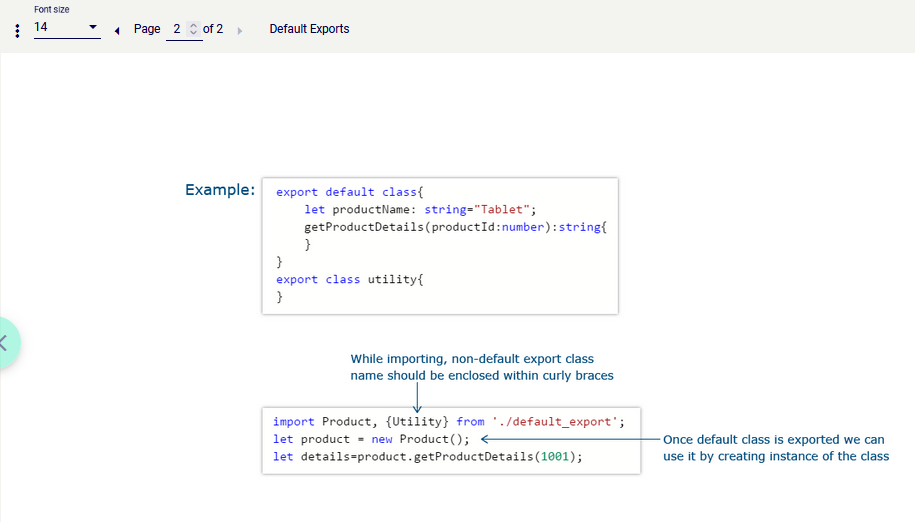 Font size
14
Page 2 of 2
Default Exports
Example:
export default class{
let productName: string="Tablet";
getProductDetails(productId:number):string{
}
}
export class utility{
}
While importing, non-default export class
name should be enclosed within curly braces
import Product, {Utility} from './default_export';
let product = new Product();
let details=product.getProductDetails(1001);
Once default class is exported we can
use it by creating instance of the class